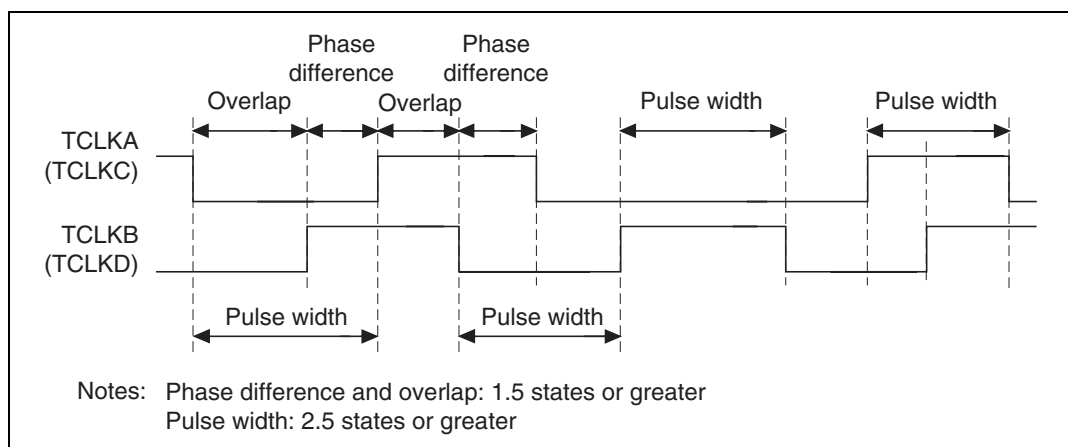 Phase difference
Phase difference
Overlap
Overlap
Pulse width
Pulse width
TCLKA
(TCLKC)
TCLKB
(TCLKD)
Pulse width
Pulse width
Notes: Phase difference and overlap: 1.5 states or greater
Pulse width: 2.5 states or greater